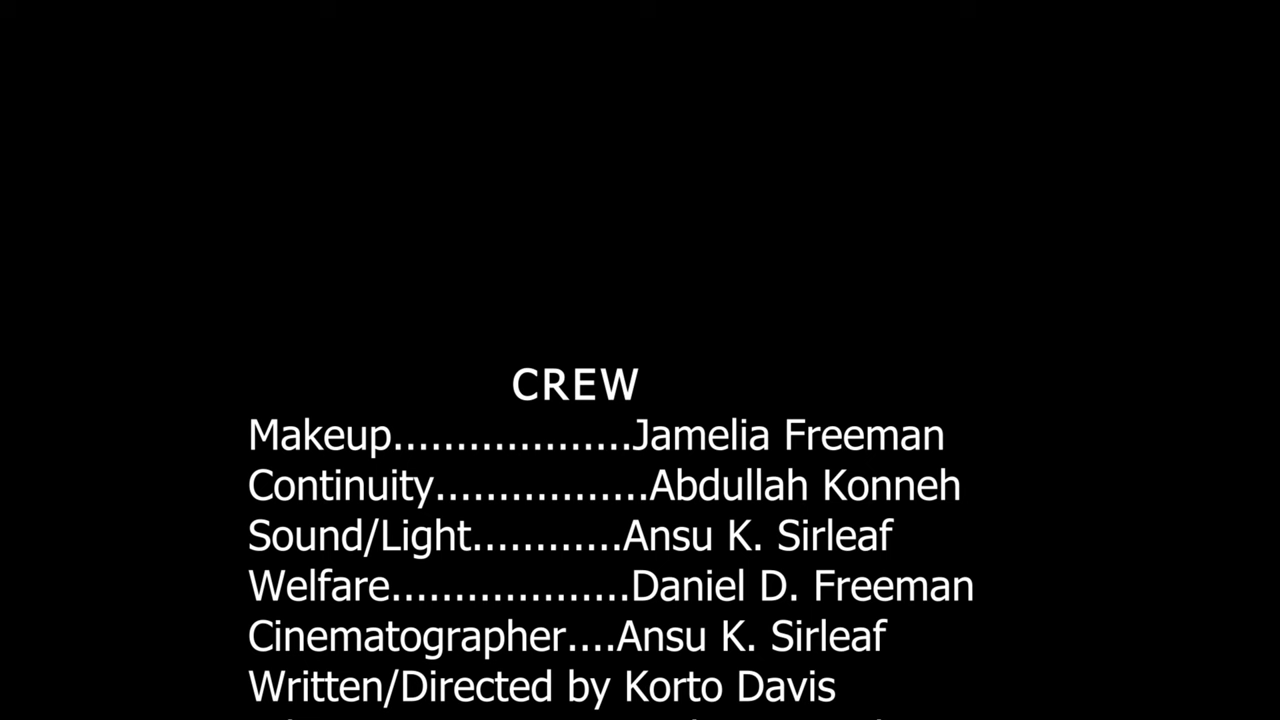 CREW
Makeup...................Jamelia Freeman
Continuity.................Abdullah Konneh
Sound/Light............Ansu K. Sirleaf
Welfare...................Daniel D. Freeman
Cinematographer....Ansu K. Sirleaf
Written/Directed by Korto Davis